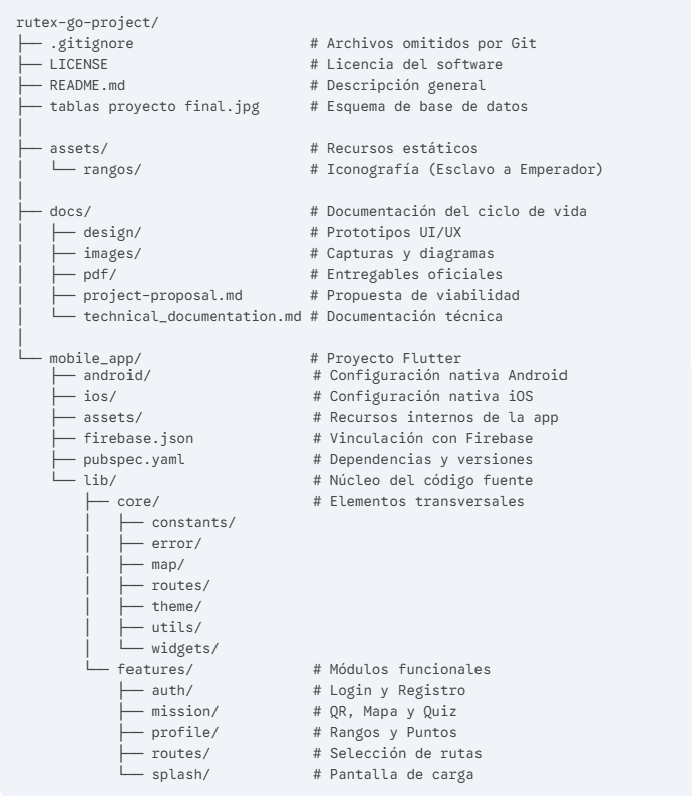 rutex-go-project/
├── .gitignore                     # Archivos omitidos por Git
├── LICENSE                        # Licencia del software
├── README.md                      # Descripción general
├── tablas proyecto final.jpg      # Esquema de base de datos
│
├── assets/                        # Recursos estáticos
│   └── rangos/                    # Iconografía (Esclavo a Emperador)
│
├── docs/                          # Documentación del ciclo de vida
│   ├── design/                    # Prototipos UI/UX
│   ├── images/                    # Capturas y diagramas
│   ├── pdf/                       # Entregables oficiales
│   ├── project-proposal.md        # Propuesta de viabilidad
│   └── technical_documentation.md # Documentación técnica
│
└── mobile_app/                    # Proyecto Flutter
    ├── android/                   # Configuración nativa Android
    ├── ios/                       # Configuración nativa iOS
    ├── assets/                    # Recursos internos de la app
    ├── firebase.json              # Vinculación con Firebase
    ├── pubspec.yaml               # Dependencias y versiones
    └── lib/                       # Núcleo del código fuente
        ├── core/                  # Elementos transversales
        │   ├── constants/
        │   ├── error/
        │   ├── map/
        │   ├── routes/
        │   ├── theme/
        │   ├── utils/
        │   └── widgets/
        └── features/              # Módulos funcionales
            ├── auth/              # Login y Registro
            ├── mission/           # QR, Mapa y Quiz
            ├── profile/           # Rangos y Puntos
            ├── routes/            # Selección de rutas
            └── splash/            # Pantalla de carga